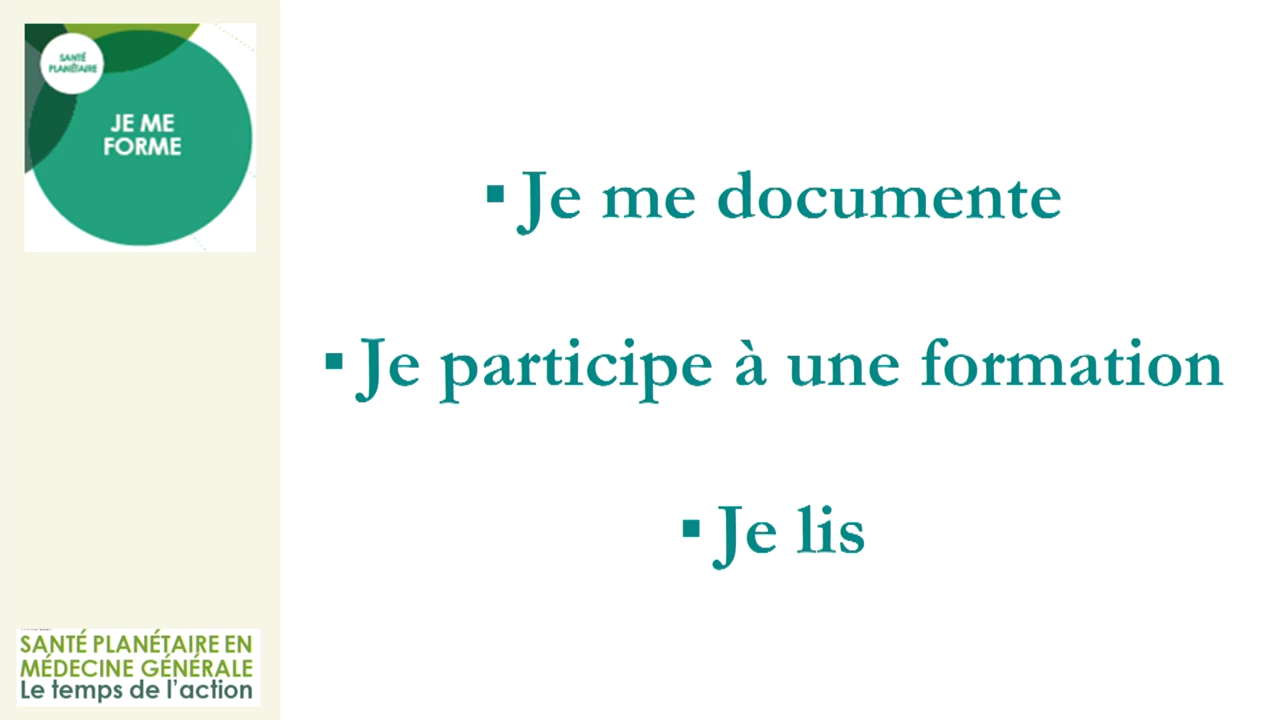 SANTÉ
PLANÉTAIRE
JE ME
FORME
▪ Je me documente
▪ Je participe à une formation
▪ Je lis
SANTÉ PLANÉTAIRE EN
MÉDECINE GÉNÉRALE
Le temps de l'action